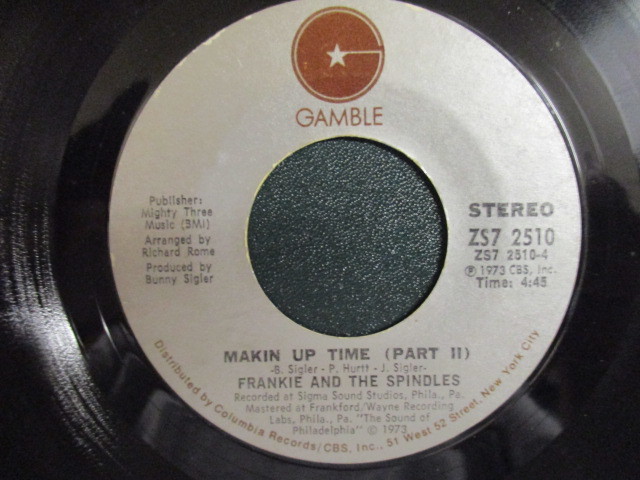 GAMBLE
Publisher:
Mighty Three
Music (BMI)
Arranged by
Richard Rome
Produced by
Bunny Sigler
STEREO
ZS7 2510
ZS7 2510-4
℗ 1973 CBS, Inc.
Time: 4:45
MAKIN UP TIME (PART II)
-B. Sigler - P. Hurtt - J. Sigler-
FRANKIE AND THE SPINDLES
Recorded at Sigma Sound Studios, Phila., Pa.
Mastered at Frankford/Wayne Recording
Labs, Phila., Pa. "The Sound of
Philadelphia" © 1973
Distributed by Columbia Records/CBS, Inc., 51 West 52 Street, New York City